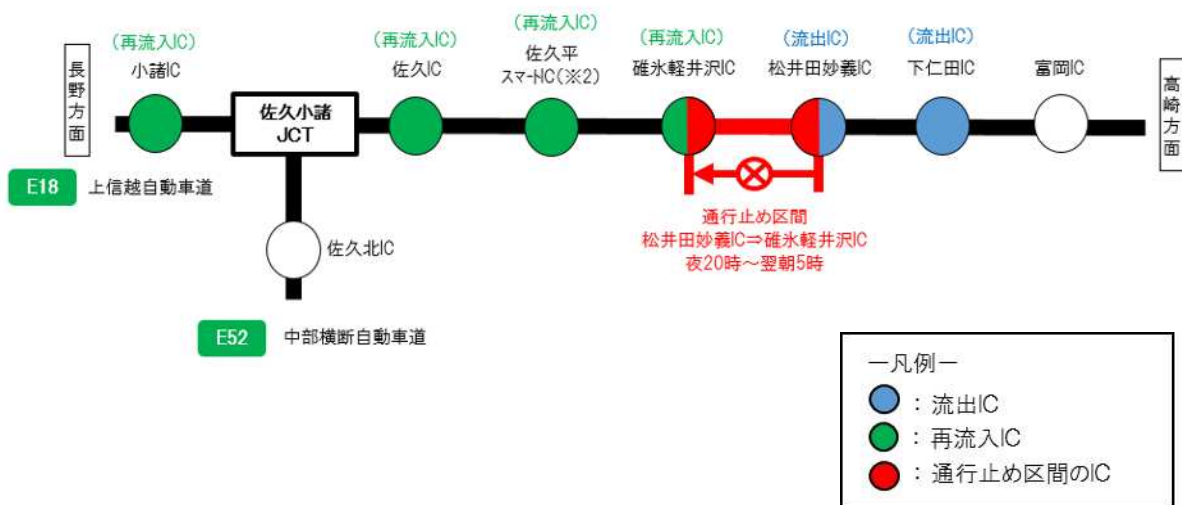 (再流入IC)
小諸IC
(再流入IC)
佐久IC
(再流入IC)
佐久平
スマートIC(※2)
(再流入IC)
碓氷軽井沢IC
(流出IC)
松井田妙義IC
(流出IC)
下仁田IC
富岡IC
長野方面
高崎方面
佐久小諸
JCT
E18 上信越自動車道
佐久北IC
E52 中部横断自動車道
通行止め区間
松井田妙義IC⇒碓氷軽井沢IC
夜20時～翌朝5時
ー凡例ー
：流出IC
：再流入IC
：通行止め区間のIC